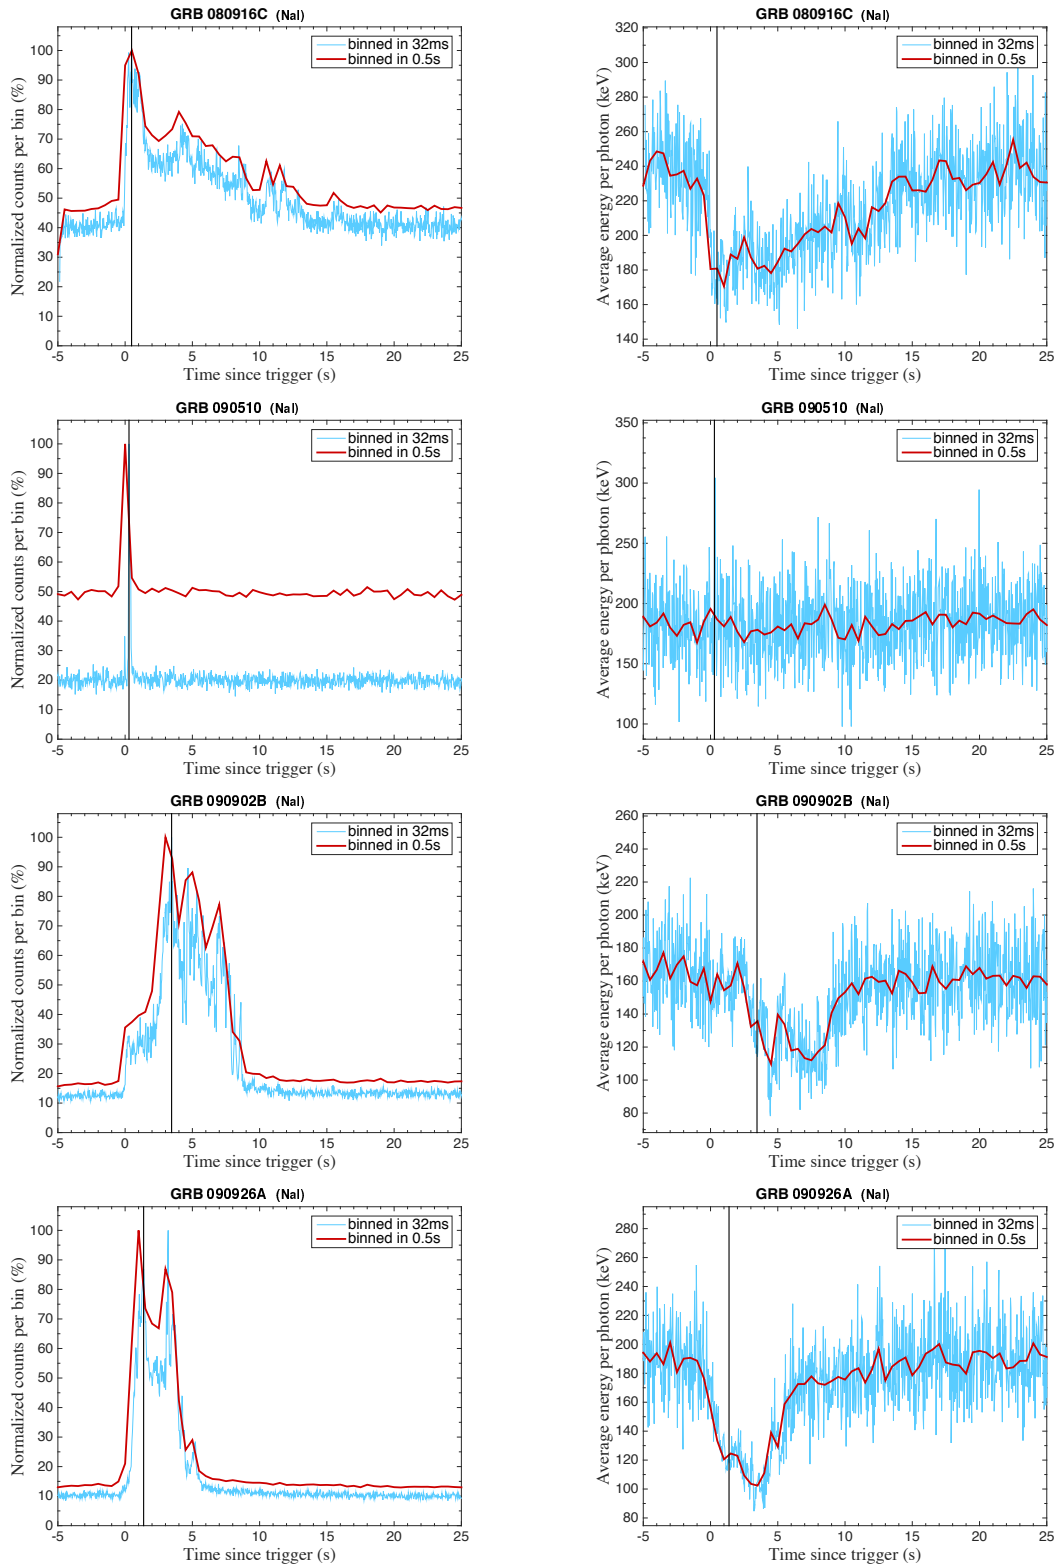 GRB 080916C (NaI)
Normalized counts per bin (%)
100
90
80
70
60
50
40
30
20
10
0
binned in 32ms
binned in 0.5s
-5 0 5 10 15 20 25
Time since trigger (s)
GRB 080916C (NaI)
Average energy per photon (keV)
320
300
280
260
240
220
200
180
160
140
binned in 32ms
binned in 0.5s
-5 0 5 10 15 20 25
Time since trigger (s)
GRB 090510 (NaI)
Normalized counts per bin (%)
100
90
80
70
60
50
40
30
20
10
0
binned in 32ms
binned in 0.5s
-5 0 5 10 15 20 25
Time since trigger (s)
GRB 090510 (NaI)
Average energy per photon (keV)
350
300
250
200
150
100
binned in 32ms
binned in 0.5s
-5 0 5 10 15 20 25
Time since trigger (s)
GRB 090902B (NaI)
Normalized counts per bin (%)
100
90
80
70
60
50
40
30
20
10
0
binned in 32ms
binned in 0.5s
-5 0 5 10 15 20 25
Time since trigger (s)
GRB 090902B (NaI)
Average energy per photon (keV)
260
240
220
200
180
160
140
120
100
80
binned in 32ms
binned in 0.5s
-5 0 5 10 15 20 25
Time since trigger (s)
GRB 090926A (NaI)
Normalized counts per bin (%)
100
90
80
70
60
50
40
30
20
10
0
binned in 32ms
binned in 0.5s
-5 0 5 10 15 20 25
Time since trigger (s)
GRB 090926A (NaI)
Average energy per photon (keV)
280
260
240
220
200
180
160
140
120
100
80
binned in 32ms
binned in 0.5s
-5 0 5 10 15 20 25
Time since trigger (s)